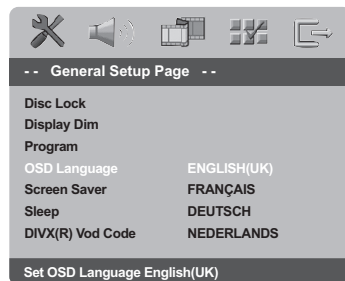 -- General Setup Page --
Disc Lock
Display Dim
Program
OSD Language ENGLISH(UK)
Screen Saver FRANÇAIS
Sleep DEUTSCH
DIVX(R) Vod Code NEDERLANDS
Set OSD Language English(UK)